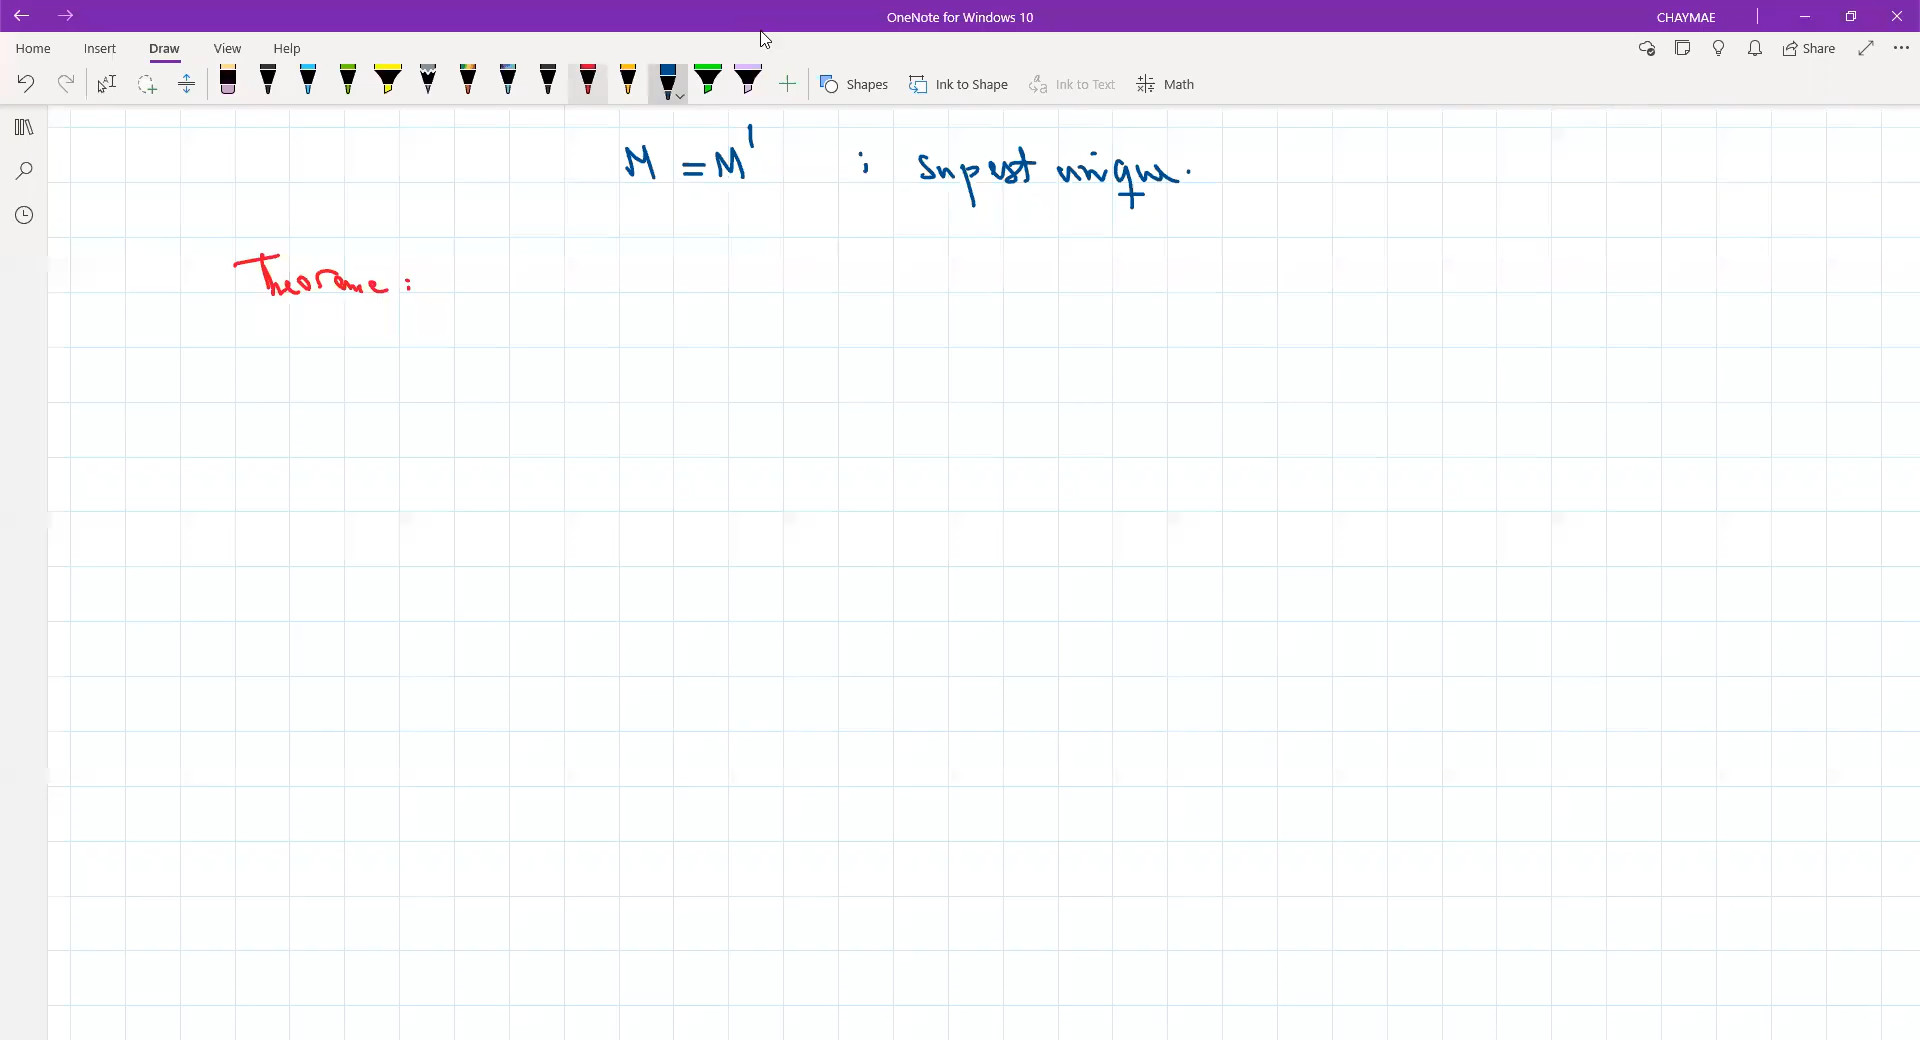 OneNote for Windows 10
CHAYMAE
Home Insert Draw View Help
Share
Shapes Ink to Shape Ink to Text Math
M = M' : Sup est unique.
Theoreme :